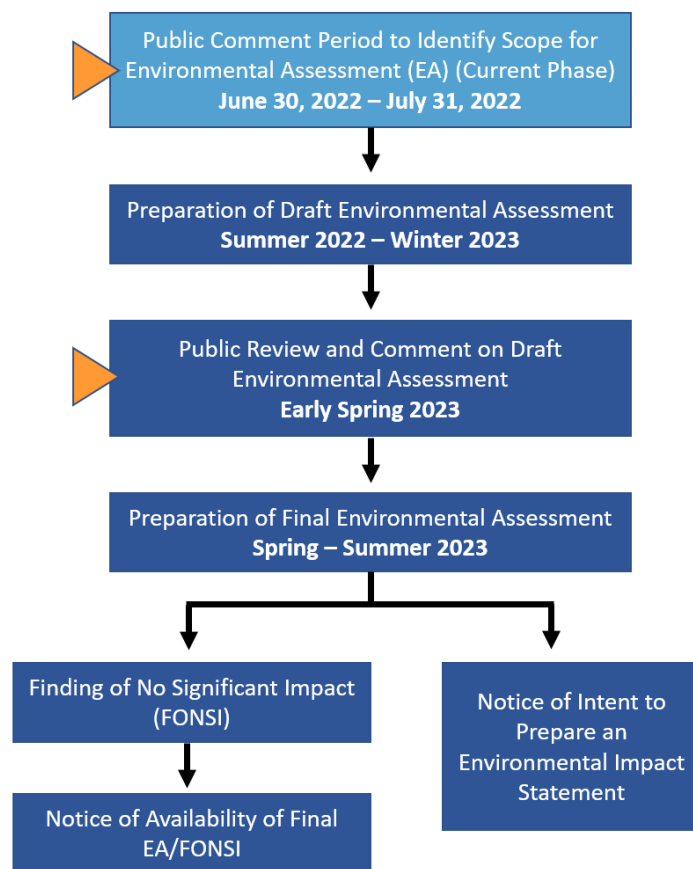 Public Comment Period to Identify Scope for
Environmental Assessment (EA) (Current Phase)
June 30, 2022 – July 31, 2022
Preparation of Draft Environmental Assessment
Summer 2022 – Winter 2023
Public Review and Comment on Draft
Environmental Assessment
Early Spring 2023
Preparation of Final Environmental Assessment
Spring – Summer 2023
Finding of No Significant Impact
(FONSI)
Notice of Availability of Final
EA/FONSI
Notice of Intent to
Prepare an
Environmental Impact
Statement